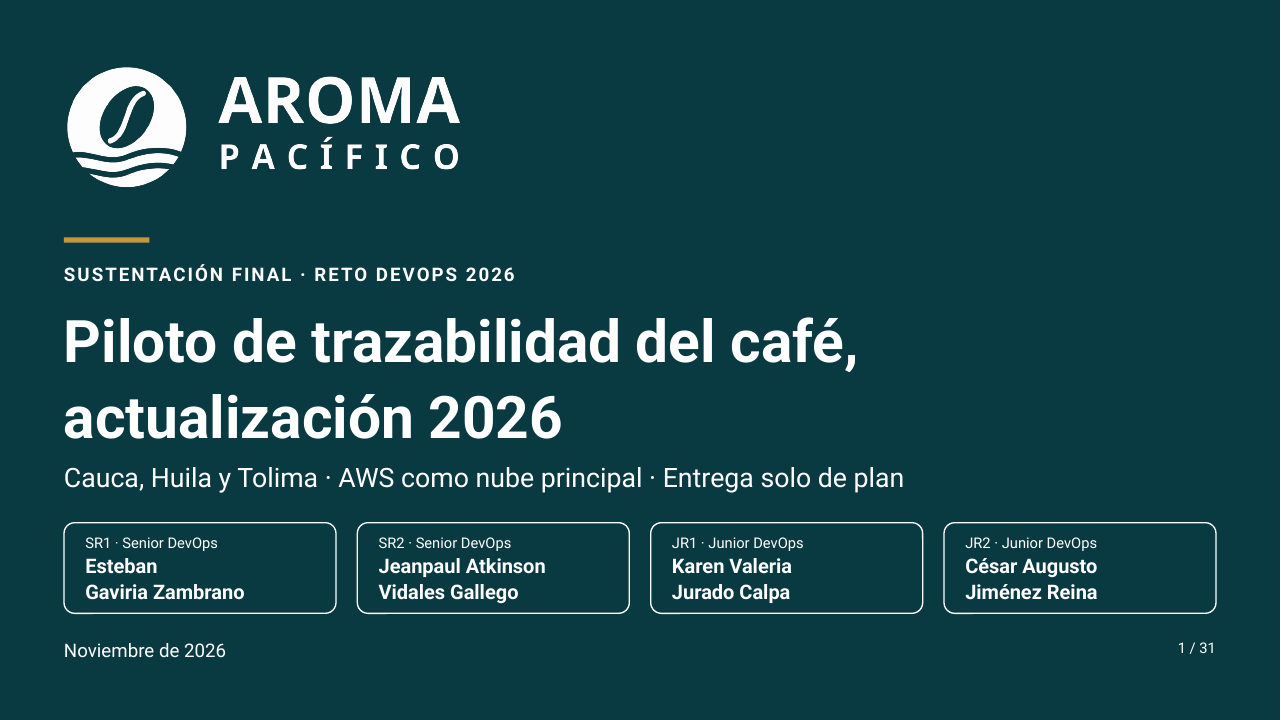 AROMA
PACÍFICO
SUSTENTACIÓN FINAL · RETO DEVOPS 2026
Piloto de trazabilidad del café,
actualización 2026
Cauca, Huila y Tolima · AWS como nube principal · Entrega solo de plan
SR1 · Senior DevOps
Esteban
Gaviria Zambrano
SR2 · Senior DevOps
Jeanpaul Atkinson
Vidales Gallego
JR1 · Junior DevOps
Karen Valeria
Jurado Calpa
JR2 · Junior DevOps
César Augusto
Jiménez Reina
Noviembre de 2026
1 / 31